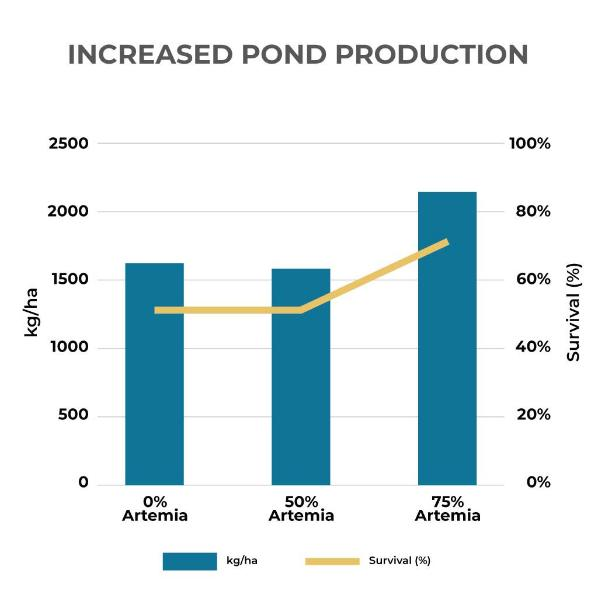 INCREASED POND PRODUCTION
2500
100%
2000
80%
1500
60%
kg/ha
Survival (%)
1000
40%
500
20%
0
0%
0%
Artemia
50%
Artemia
75%
Artemia
kg/ha
Survival (%)